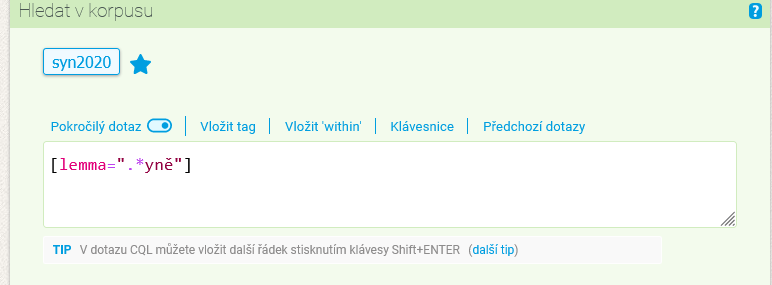 Hledat v korpusu
?
syn2020
Pokročilý dotaz Vložit tag Vložit 'within' Klávesnice Předchozí dotazy
[lemma=".*yně"]
TIP V dotazu CQL můžete vložit další řádek stisknutím klávesy Shift+ENTER (další tip)